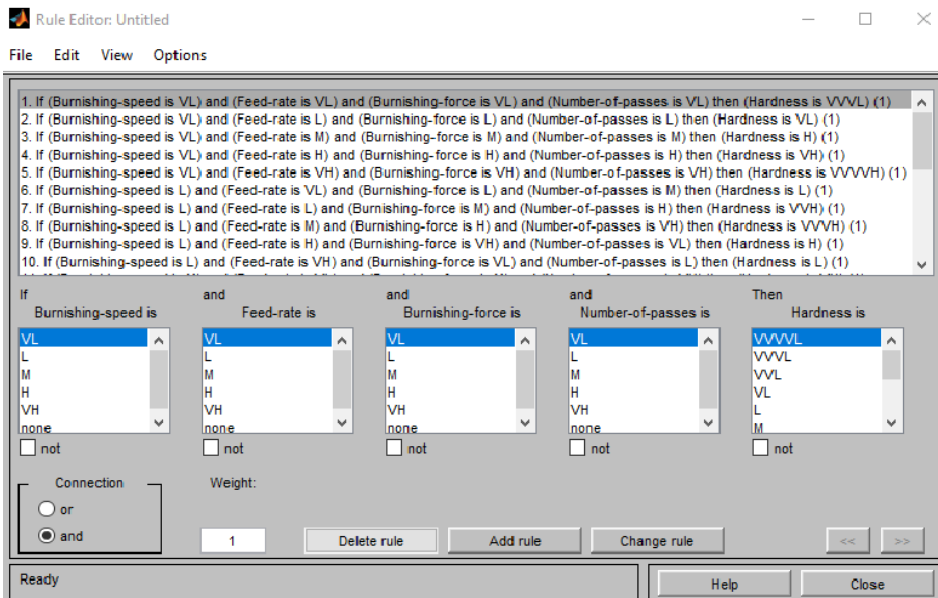 Rule Editor: Untitled
File Edit View Options
1. If (Burnishing-speed is VL) and (Feed-rate is VL) and (Burnishing-force is VL) and (Number-of-passes is VL) then (Hardness is VVVL) (1)
2. If (Burnishing-speed is VL) and (Feed-rate is L) and (Burnishing-force is L) and (Number-of-passes is L) then (Hardness is VL) (1)
3. If (Burnishing-speed is VL) and (Feed-rate is M) and (Burnishing-force is M) and (Number-of-passes is M) then (Hardness is H) (1)
4. If (Burnishing-speed is VL) and (Feed-rate is H) and (Burnishing-force is H) and (Number-of-passes is H) then (Hardness is VH) (1)
5. If (Burnishing-speed is VL) and (Feed-rate is VH) and (Burnishing-force is VH) and (Number-of-passes is VH) then (Hardness is VVVVH) (1)
6. If (Burnishing-speed is L) and (Feed-rate is VL) and (Burnishing-force is L) and (Number-of-passes is M) then (Hardness is L) (1)
7. If (Burnishing-speed is L) and (Feed-rate is L) and (Burnishing-force is M) and (Number-of-passes is H) then (Hardness is VVH) (1)
8. If (Burnishing-speed is L) and (Feed-rate is M) and (Burnishing-force is H) and (Number-of-passes is VH) then (Hardness is VVVH) (1)
9. If (Burnishing-speed is L) and (Feed-rate is H) and (Burnishing-force is VH) and (Number-of-passes is VL) then (Hardness is H) (1)
10. If (Burnishing-speed is L) and (Feed-rate is VH) and (Burnishing-force is VL) and (Number-of-passes is L) then (Hardness is L) (1)
If and and and Then
Burnishing-speed is Feed-rate is Burnishing-force is Number-of-passes is Hardness is
VL VL VL VL VVVVL
L L L L VVVL
M M M M VVL
H H H H VL
VH VH VH VH L
none none none none M
not not not not not
Connection Weight:
or
and 1 Delete rule Add rule Change rule << >>
Ready Help Close